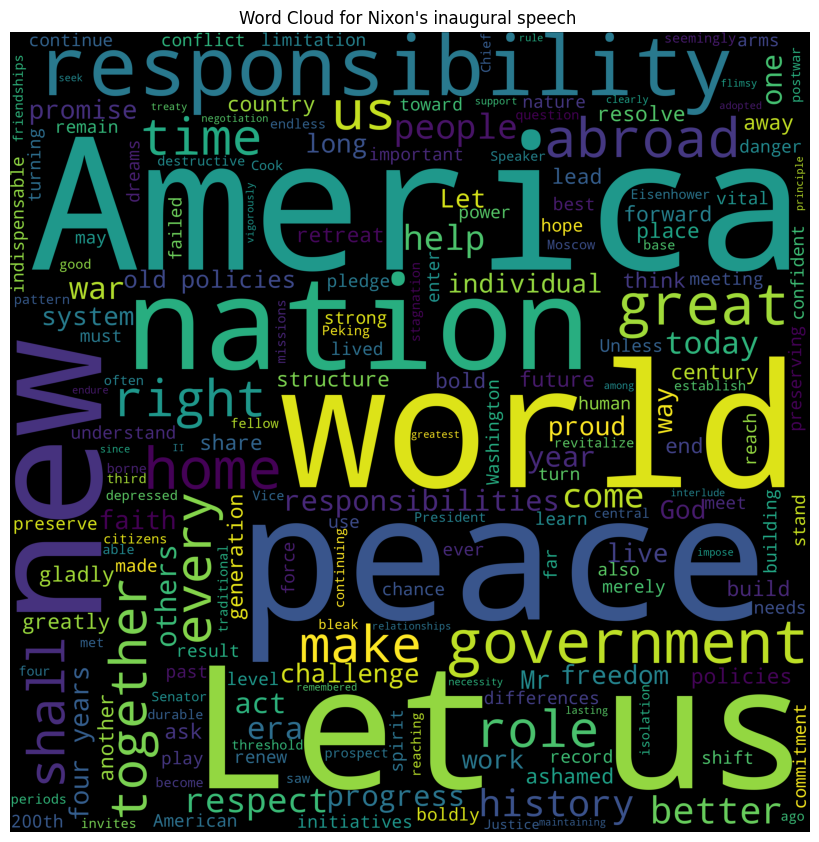 Word Cloud for Nixon's inaugural speech
continue conflict limitation Chief rule seemingly arms
responsibility
seek
friendships promise treaty country us toward nature resolve one postwar
remain negotiation time endless long people support question clearly adopted flimsy away
turning dreams destructive important Speaker abroad danger
indispensable America
Cook vigorously Let power lead best Eisenhower vital principle
may failed retreat help hope Moscow forward place base
good old policies pledge enter individual think meeting confident
pattern war missions stagnation great
system nation strong Peking Unless today preserving
must lived
new often right structure bold future among century establish
world
understand since II share fellow greatest Washington proud human revitalize way reach
borne home year turn end
third depressed Vice responsibilities come interlude
preserve faith every President use learn central God meet building stand
citizens able generation traditional force continuing peace ever far live impose
gladly made others chance also merely build needs
greatly together bleak relationships
met result make government
shall past challenge Mr freedom policies
four four years Senator level remembered Let us necessity differences
durable another act spirit reaching role lasting isolation commitment
ask era threshold record shift
play renew prospect work ashamed
periods become saw respect progress history better ago
200th invites American initiatives boldly Justice maintaining